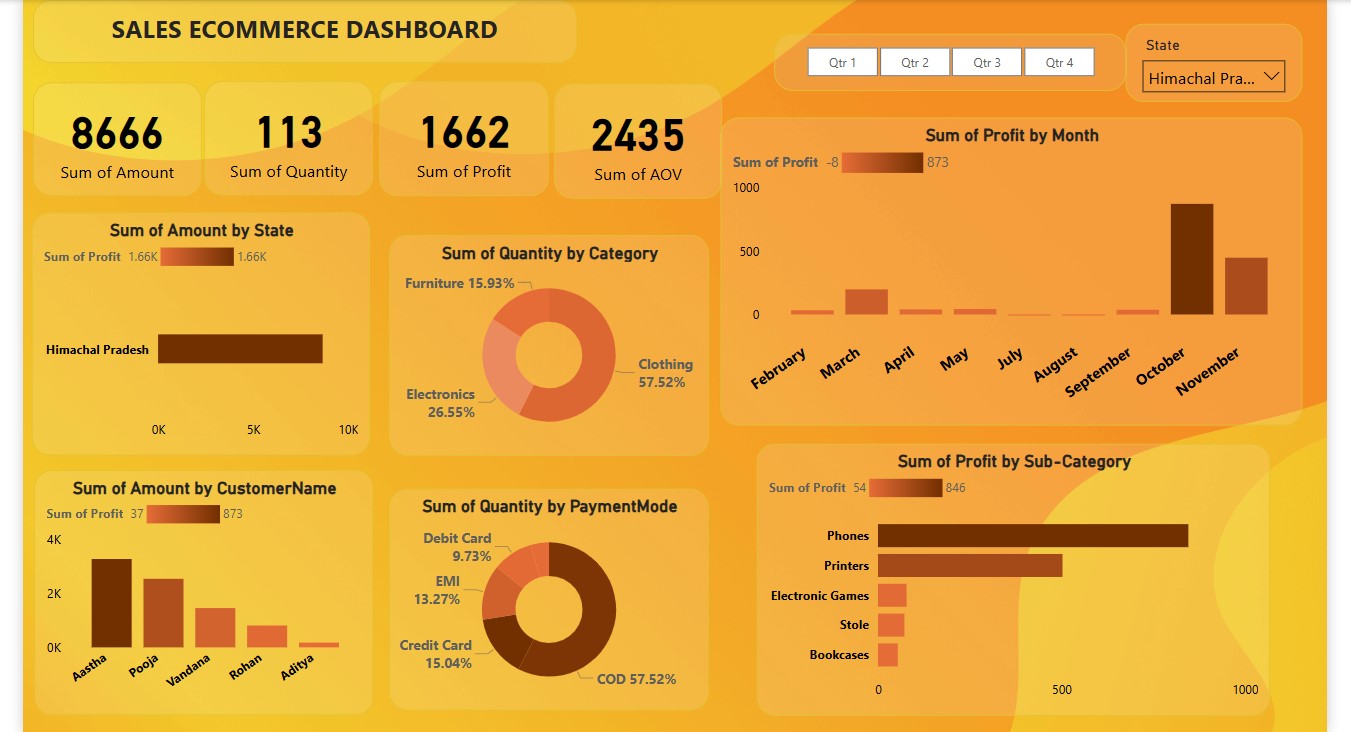 SALES ECOMMERCE DASHBOARD
Qtr 1
Qtr 2
Qtr 3
Qtr 4
State
Himachal Pra...
8666
Sum of Amount
113
Sum of Quantity
1662
Sum of Profit
2435
Sum of AOV
Sum of Profit by Month
Sum of Profit -8 873
1000
500
0
February
March
April
May
July
August
September
October
November
Sum of Amount by State
Sum of Profit 1.66K 1.66K
Himachal Pradesh
0K
5K
10K
Sum of Quantity by Category
Furniture 15.93%
Clothing
57.52%
Electronics
26.55%
Sum of Amount by CustomerName
Sum of Profit 37 873
4K
2K
0K
Aastha
Pooja
Vandana
Rohan
Aditya
Sum of Quantity by PaymentMode
Debit Card
9.73%
EMI
13.27%
Credit Card
15.04%
COD 57.52%
Sum of Profit by Sub-Category
Sum of Profit 54 846
Phones
Printers
Electronic Games
Stole
Bookcases
0
500
1000